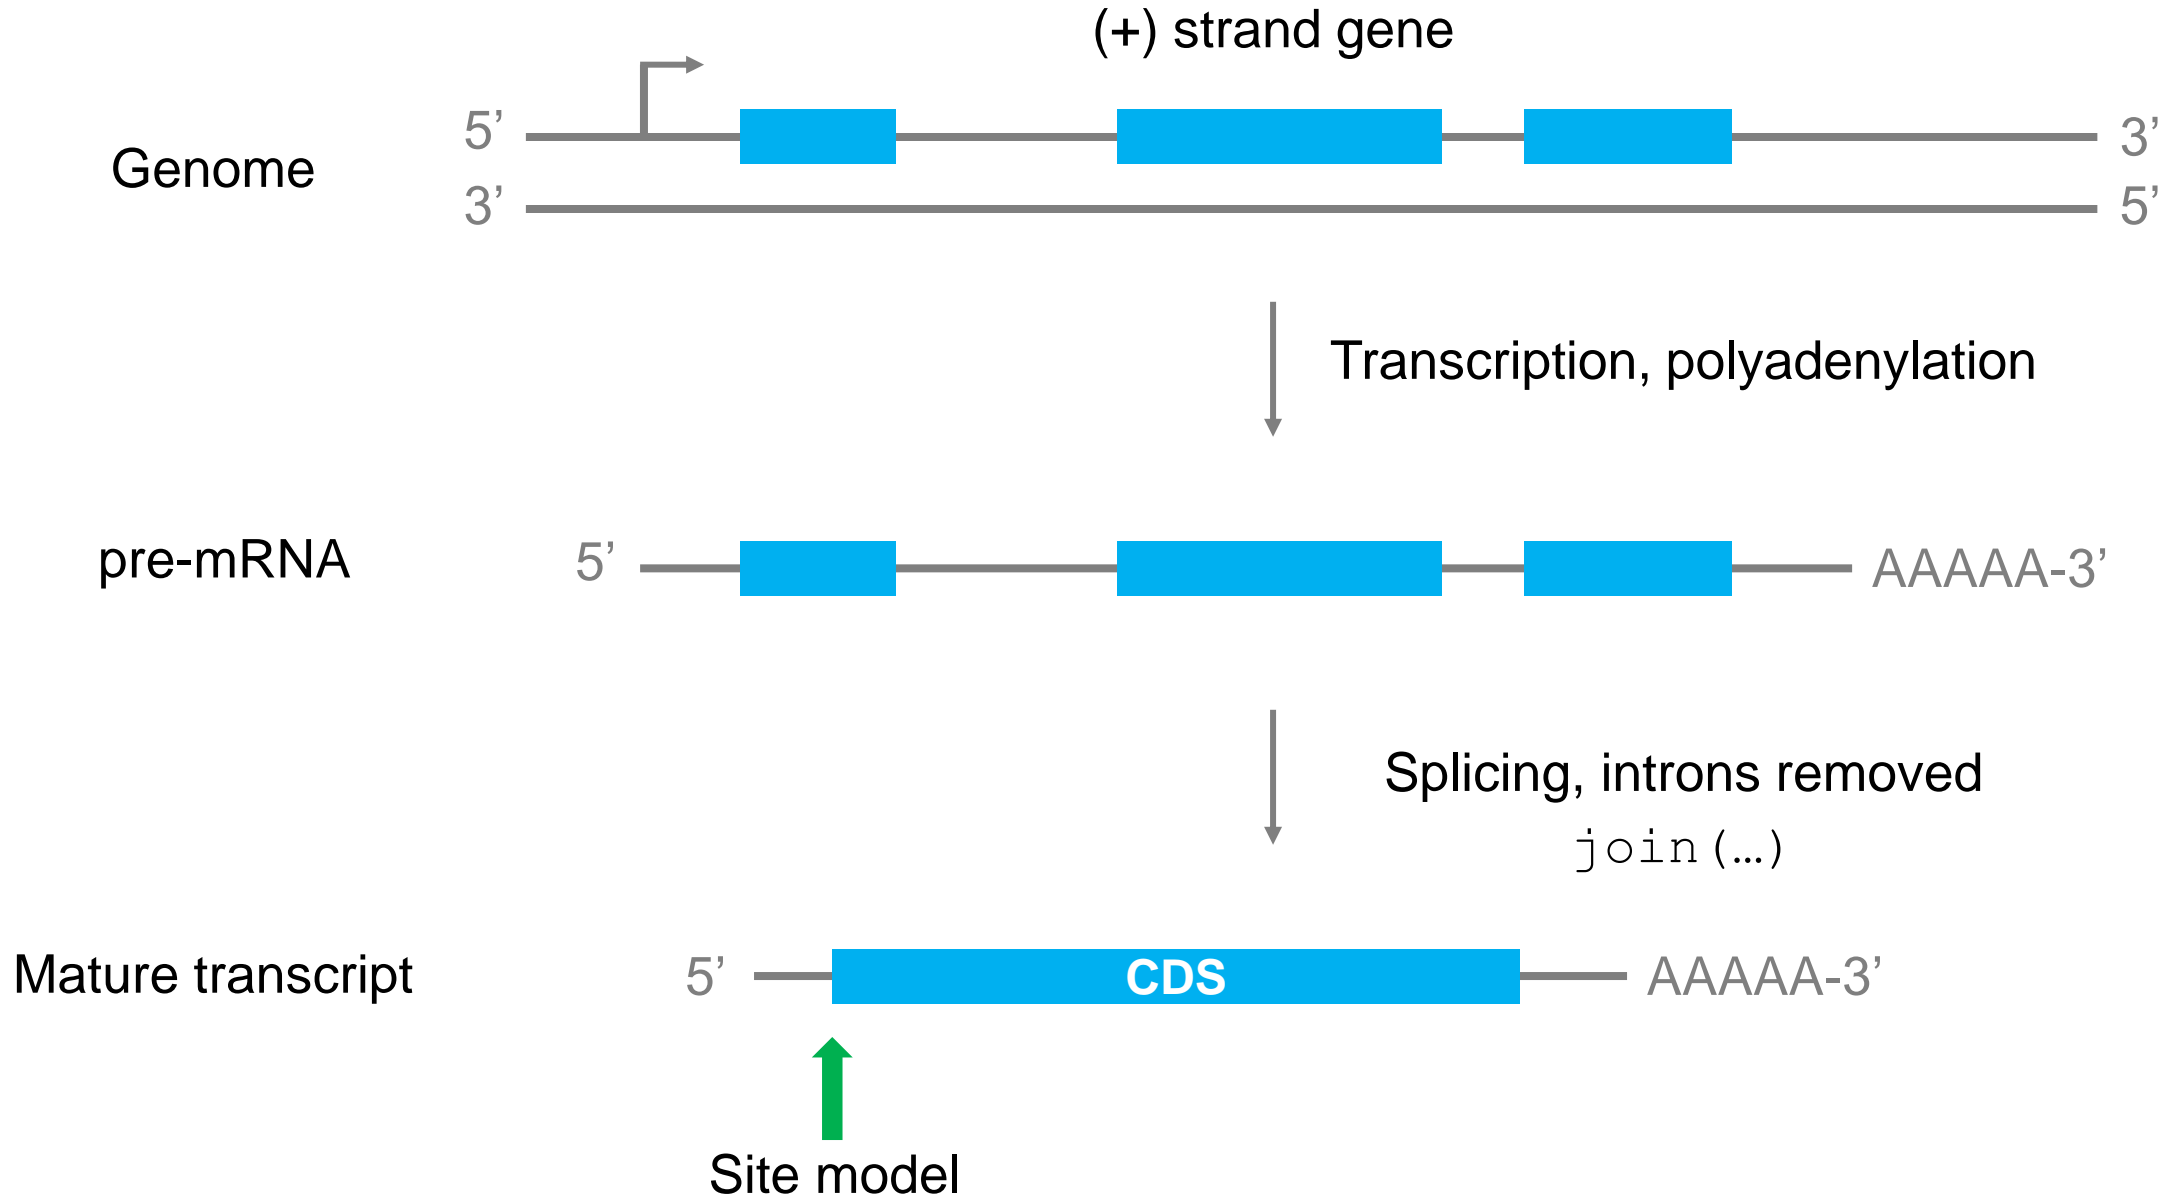 (+) strand gene
5’ 3’
Genome
3’ 5’
Transcription, polyadenylation
pre-mRNA 5’ AAAAA-3’
Splicing, introns removed
join(…)
Mature transcript 5’ CDS AAAAA-3’
Site model